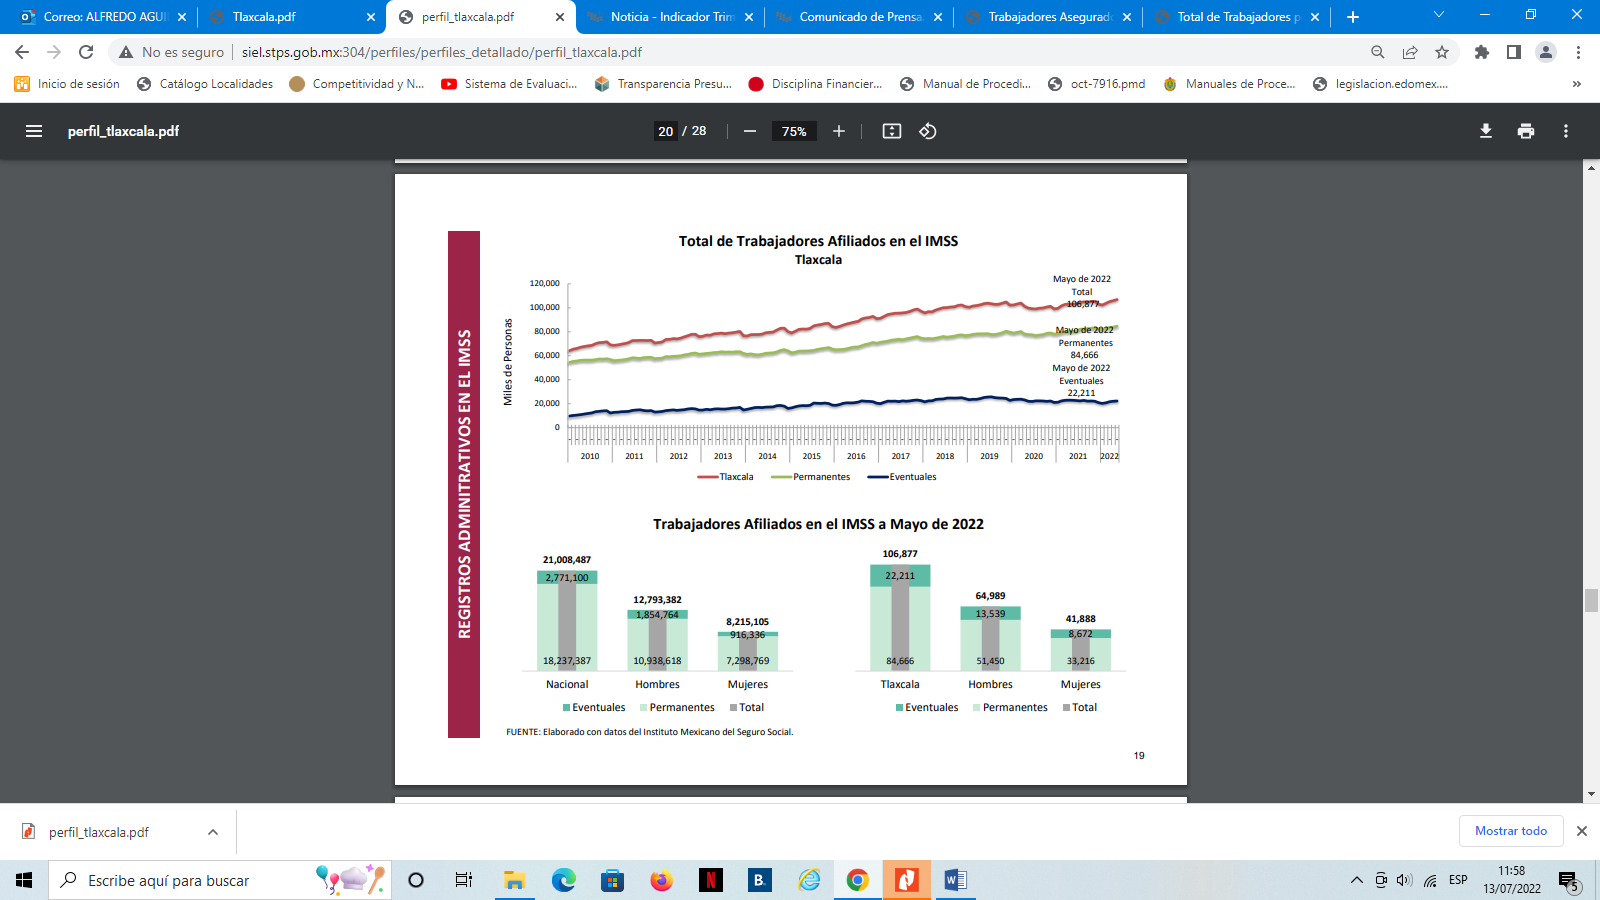 Correo: ALFREDO AGUI
Tlaxcala.pdf
perfil_tlaxcala.pdf
Noticia - Indicador Trim
Comunicado de Prensa.
Trabajadores Asegurado
Total de Trabajadores p
No es seguro
siel.stps.gob.mx:304/perfiles/perfiles_detallado/perfil_tlaxcala.pdf
Inicio de sesión
Catálogo Localidades
Competitividad y N...
Sistema de Evaluaci...
Transparencia Presu...
Disciplina Financier...
Manual de Procedi...
oct-7916.pmd
Manuales de Proce...
legislacion.edomex....
»
perfil_tlaxcala.pdf
20 / 28
75%
REGISTROS ADMINITRATIVOS EN EL IMSS
Total de Trabajadores Afiliados en el IMSS
Tlaxcala
Miles de Personas
120,000
100,000
80,000
60,000
40,000
20,000
0
Mayo de 2022
Total
106,877
Mayo de 2022
Permanentes
84,666
Mayo de 2022
Eventuales
22,211
2010 2011 2012 2013 2014 2015 2016 2017 2018 2019 2020 2021 2022
Tlaxcala Permanentes Eventuales
Trabajadores Afiliados en el IMSS a Mayo de 2022
21,008,487
2,771,100
18,237,387
Nacional
12,793,382
1,854,764
10,938,618
Hombres
8,215,105
916,336
7,298,769
Mujeres
Eventuales Permanentes Total
106,877
22,211
84,666
Tlaxcala
64,989
13,539
51,450
Hombres
41,888
8,672
33,216
Mujeres
Eventuales Permanentes Total
FUENTE: Elaborado con datos del Instituto Mexicano del Seguro Social.
19
perfil_tlaxcala.pdf
Mostrar todo
Escribe aquí para buscar
N
B.
W
ESP
11:58
13/07/2022
5